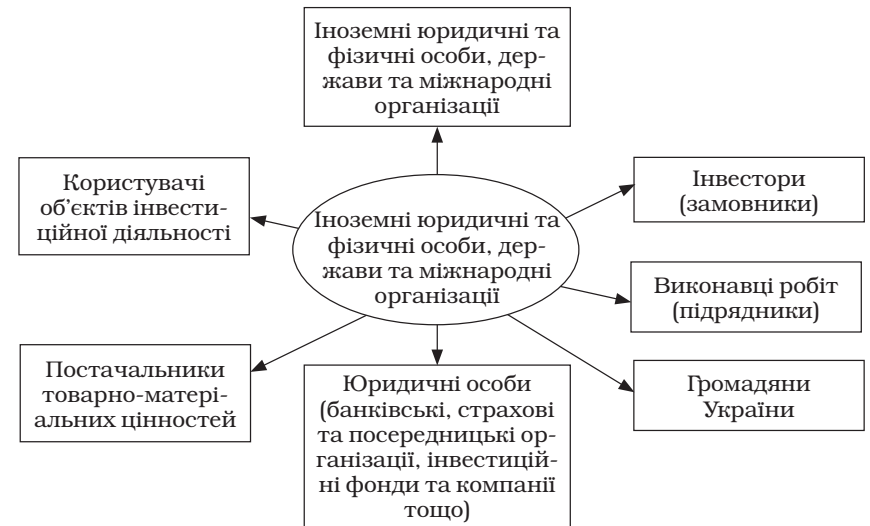 Іноземні юридичні та
фізичні особи, дер-
жави та міжнародні
організації
Користувачі
об’єктів інвести-
ційної діяльності
Іноземні юридичні та
фізичні особи, дер-
жави та міжнародні
організації
Інвестори
(замовники)
Виконавці робіт
(підрядники)
Постачальники
товарно-матері-
альних цінностей
Юридичні особи
(банківські, страхові
та посередницькі ор-
ганізації, інвестицій-
ні фонди та компанії
тощо)
Громадяни
України